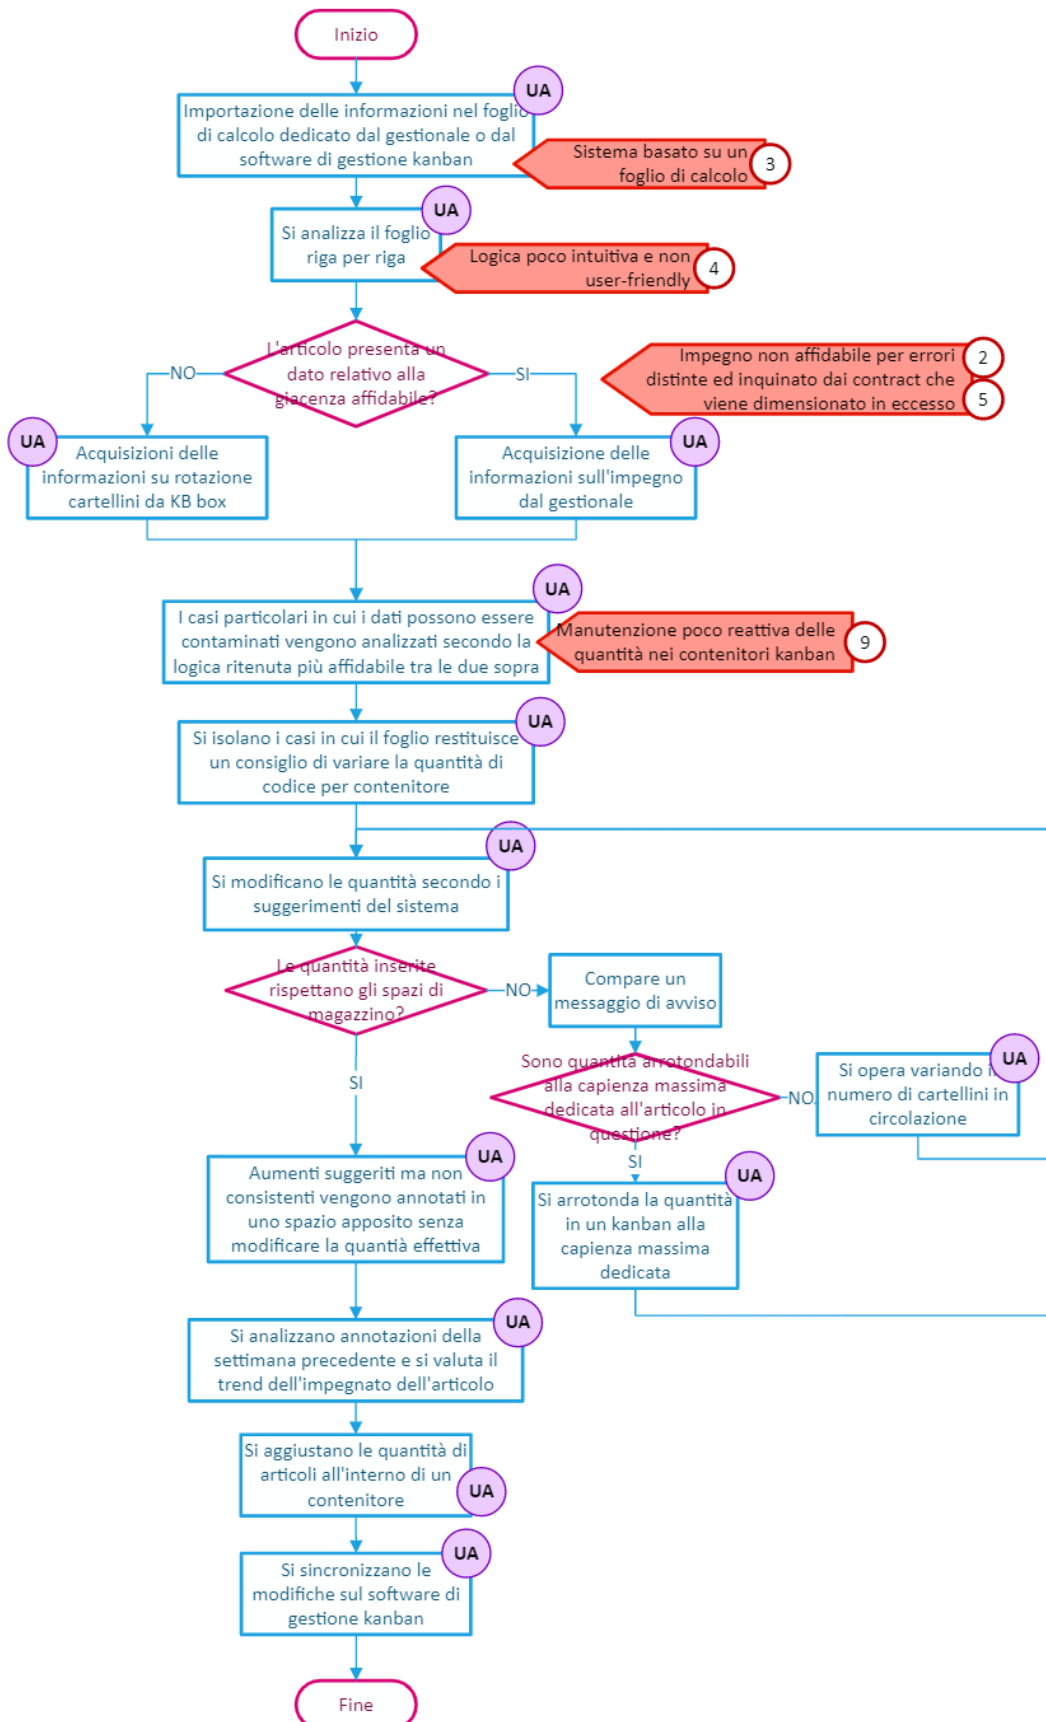 Inizio
UA
Importazione delle informazioni nel foglio
di calcolo dedicato dal gestionale o dal
software di gestione kanban
Sistema basato su un
foglio di calcolo
3
UA
Si analizza il foglio
riga per riga
Logica poco intuitiva e non
user-friendly
4
L'articolo presenta un
dato relativo alla
giacenza affidabile?
NO
SI
Impegno non affidabile per errori
distinte ed inquinato dai contract che
viene dimensionato in eccesso
2
5
UA
Acquisizioni delle
informazioni su rotazione
cartellini da KB box
UA
Acquisizione delle
informazioni sull'impegno
dal gestionale
UA
I casi particolari in cui i dati possono essere
contaminati vengono analizzati secondo la
logica ritenuta più affidabile tra le due sopra
Manutenzione poco reattiva delle
quantità nei contenitori kanban
9
UA
Si isolano i casi in cui il foglio restituisce
un consiglio di variare la quantità di
codice per contenitore
UA
Si modificano le quantità secondo i
suggerimenti del sistema
Le quantità inserite
rispettano gli spazi di
magazzino?
NO
Compare un
messaggio di avviso
SI
Sono quantità arrotondabili
alla capienza massima
dedicata all'articolo in
questione?
NO
UA
Si opera variando il
numero di cartellini in
circolazione
SI
UA
Aumenti suggeriti ma non
consistenti vengono annotati in
uno spazio apposito senza
modificare la quantià effettiva
UA
Si arrotonda la quantità
in un kanban alla
capienza massima
dedicata
UA
Si analizzano annotazioni della
settimana precedente e si valuta il
trend dell'impegnato dell'articolo
Si aggiustano le quantità di
articoli all'interno di un
contenitore
UA
UA
Si sincronizzano le
modifiche sul software di
gestione kanban
Fine